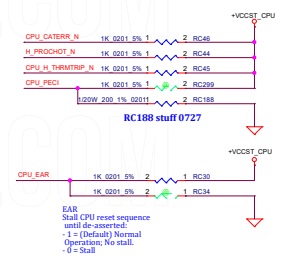 +VCCST_CPU
CPU_CATERR_N 1K_0201_5% 1 2 RC46
H_PROCHOT_N 1K_0201_5% 1 2 RC44
CPU_H_THRMTRIP_N 1K_0201_5% 1 2 RC45
CPU_PECI 1K_0201_5% 2 1 RC299
1/20W_200_1%_0201 1 2 RC188
RC188 stuff 0727
+VCCST_CPU
CPU_EAR 1K_0201_5% 2 1 RC30
1K_0201_5% 2 1 RC34
EAR
Stall CPU reset sequence
until de-asserted:
- 1 = (Default) Normal
Operation; No stall.
- 0 = Stall